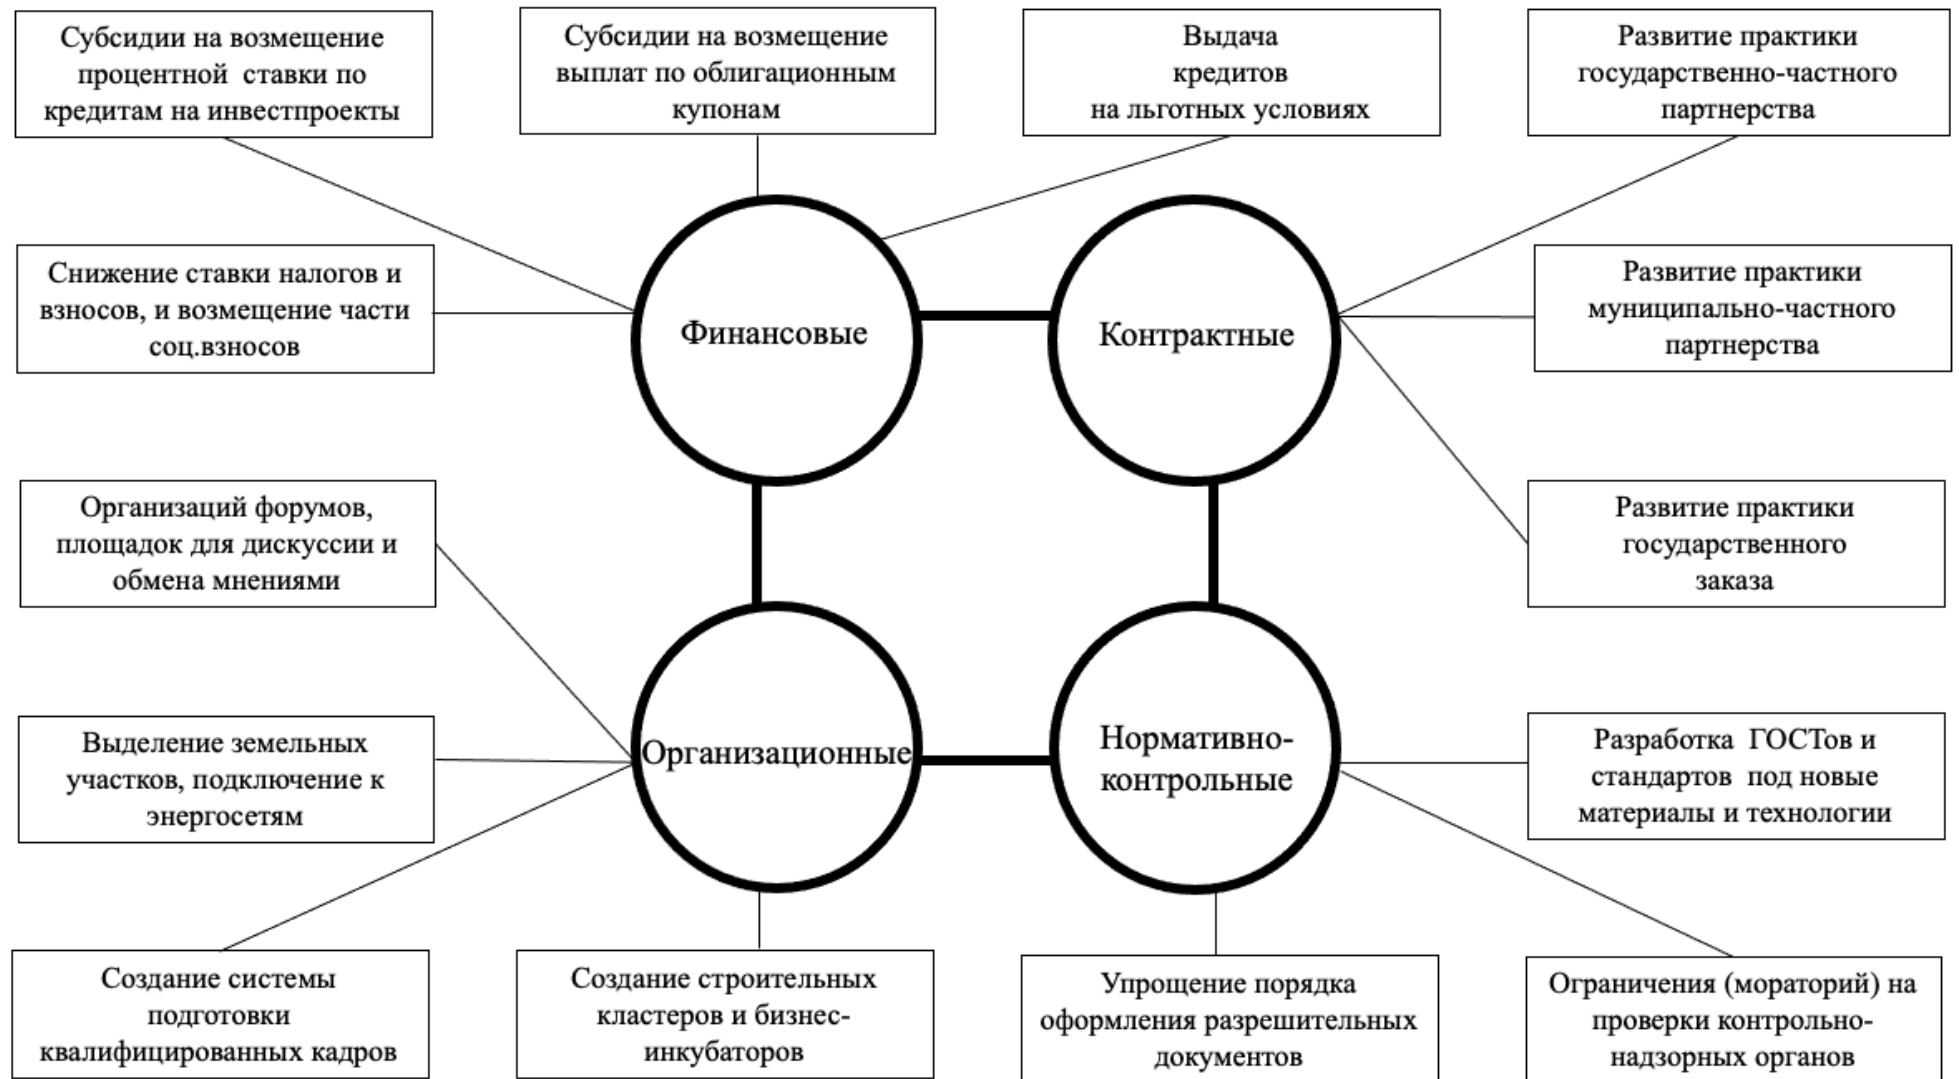 Субсидии на возмещение
процентной ставки по
кредитам на инвестпроекты
Субсидии на возмещение
выплат по облигационным
купонам
Выдача
кредитов
на льготных условиях
Развитие практики
государственно-частного
партнерства
Снижение ставки налогов и
взносов, и возмещение части
соц.взносов
Финансовые
Контрактные
Развитие практики
муниципально-частного
партнерства
Организаций форумов,
площадок для дискуссии и
обмена мнениями
Развитие практики
государственного
заказа
Выделение земельных
участков, подключение к
энергосетям
Организационные
Нормативно-
контрольные
Разработка ГОСТов и
стандартов под новые
материалы и технологии
Создание системы
подготовки
квалифицированных кадров
Создание строительных
кластеров и бизнес-
инкубаторов
Упрощение порядка
оформления разрешительных
документов
Ограничения (мораторий) на
проверки контрольно-
надзорных органов